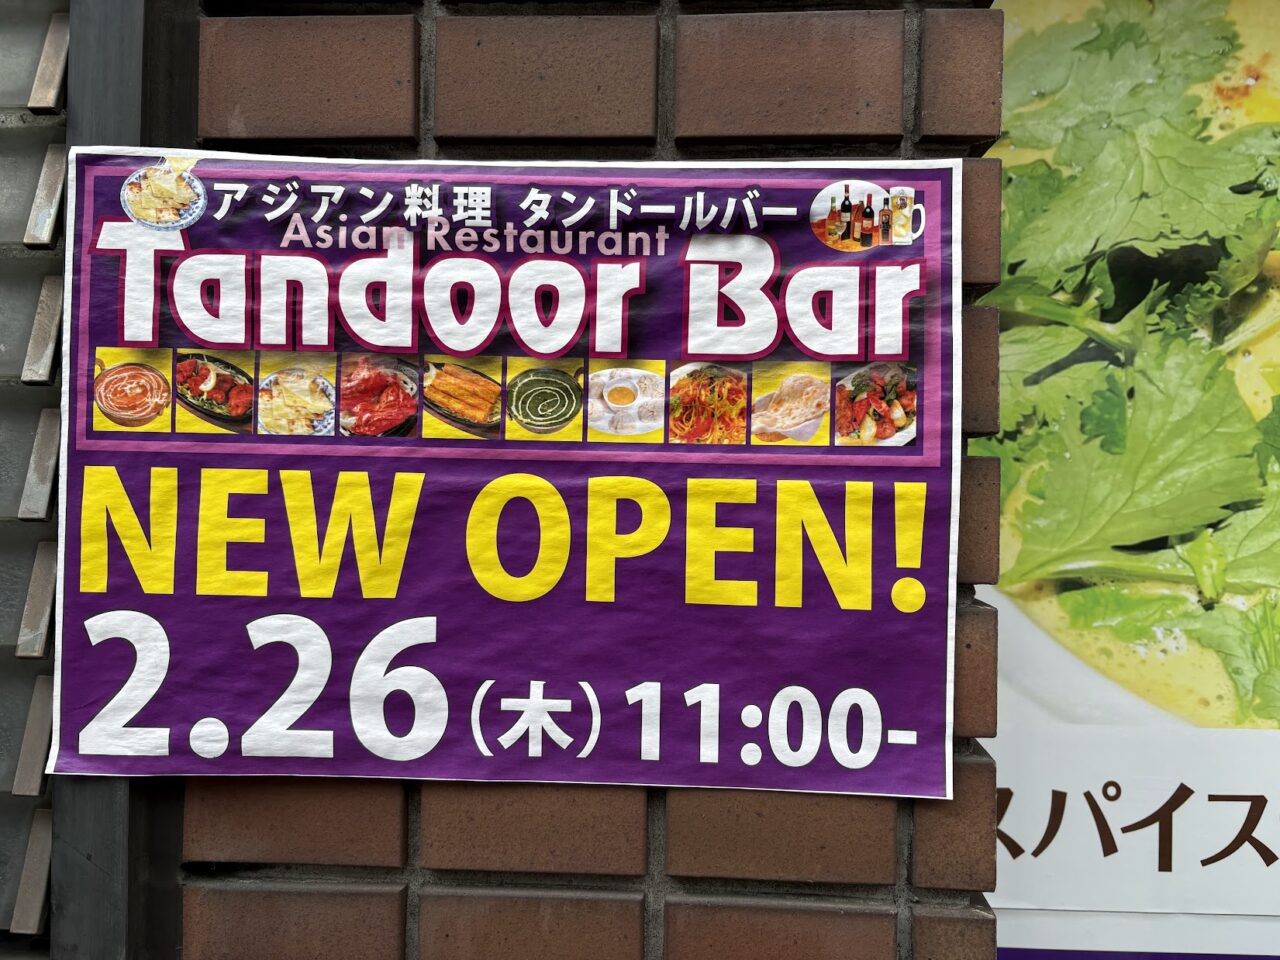 アジアン料理 タンドールバー
Asian Restaurant
Tandoor Bar
NEW OPEN!
2.26(木)11:00-
スパイス